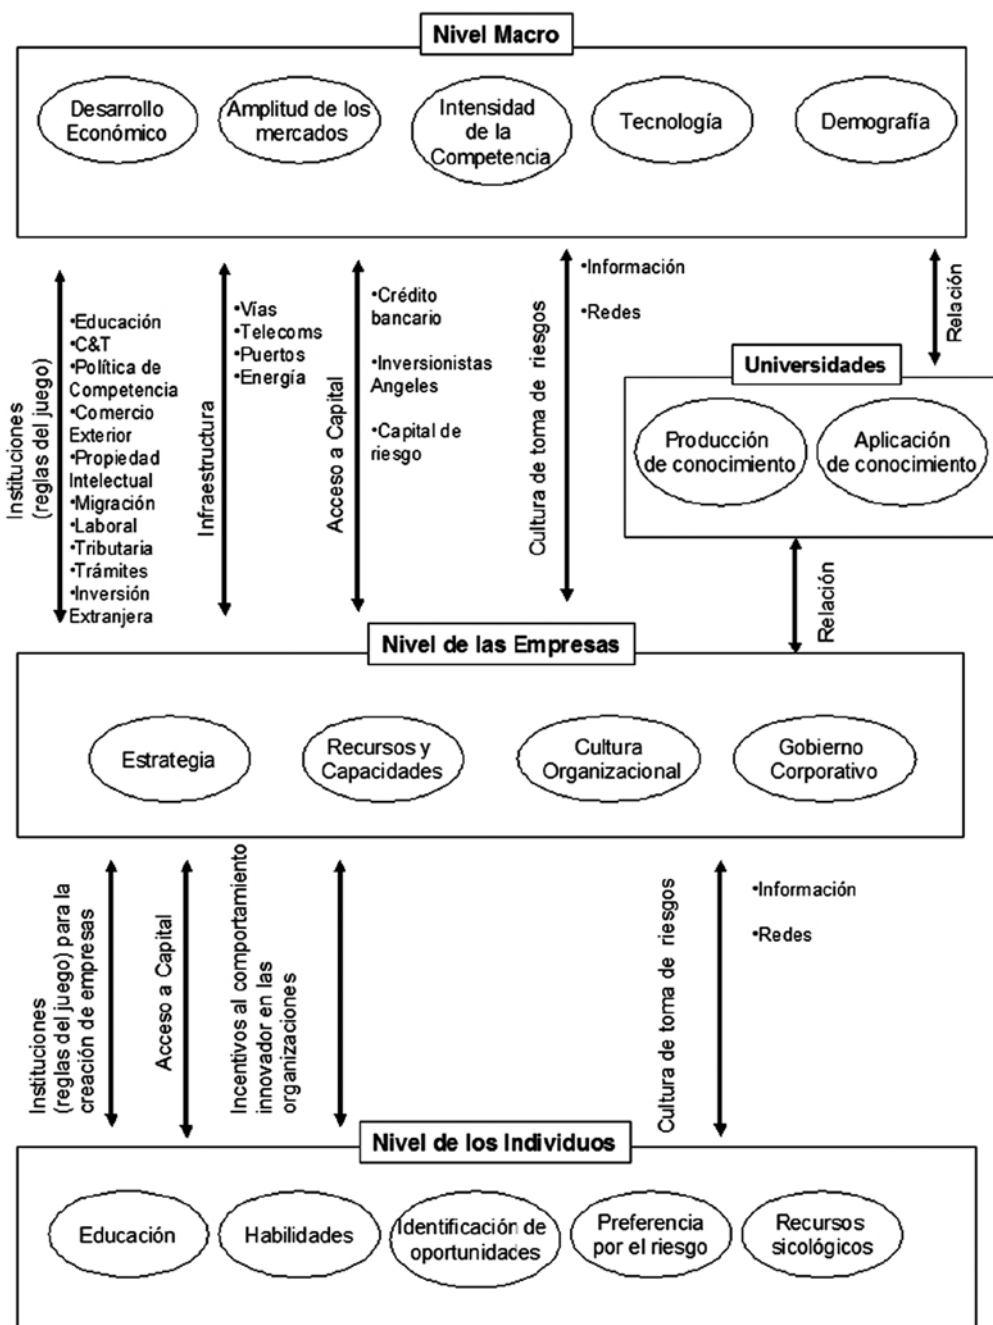 Nivel Macro
Desarrollo
Económico
Amplitud de los
mercados
Intensidad
de la
Competencia
Tecnología
Demografía
Instituciones
(reglas del juego)
•Educación
•C&T
•Política de
Competencia
•Comercio
Exterior
•Propiedad
Intelectual
•Migración
•Laboral
•Tributaria
•Trámites
•Inversión
Extranjera
Infraestructura
•Vías
•Telecoms
•Puertos
•Energía
Acceso a Capital
•Crédito
bancario
•Inversionistas
Angeles
•Capital de
riesgo
Cultura de toma de riesgos
•Información
•Redes
Relación
Universidades
Producción
de conocimiento
Aplicación
de conocimiento
Relación
Nivel de las Empresas
Estrategia
Recursos y
Capacidades
Cultura
Organizacional
Gobierno
Corporativo
Instituciones
(reglas del juego) para la
creación de empresas
Acceso a Capital
Incentivos al comportamiento
innovador en las
organizaciones
Cultura de toma de riesgos
•Información
•Redes
Nivel de los Individuos
Educación
Habilidades
Identificación de
oportunidades
Preferencia
por el riesgo
Recursos
sicológicos